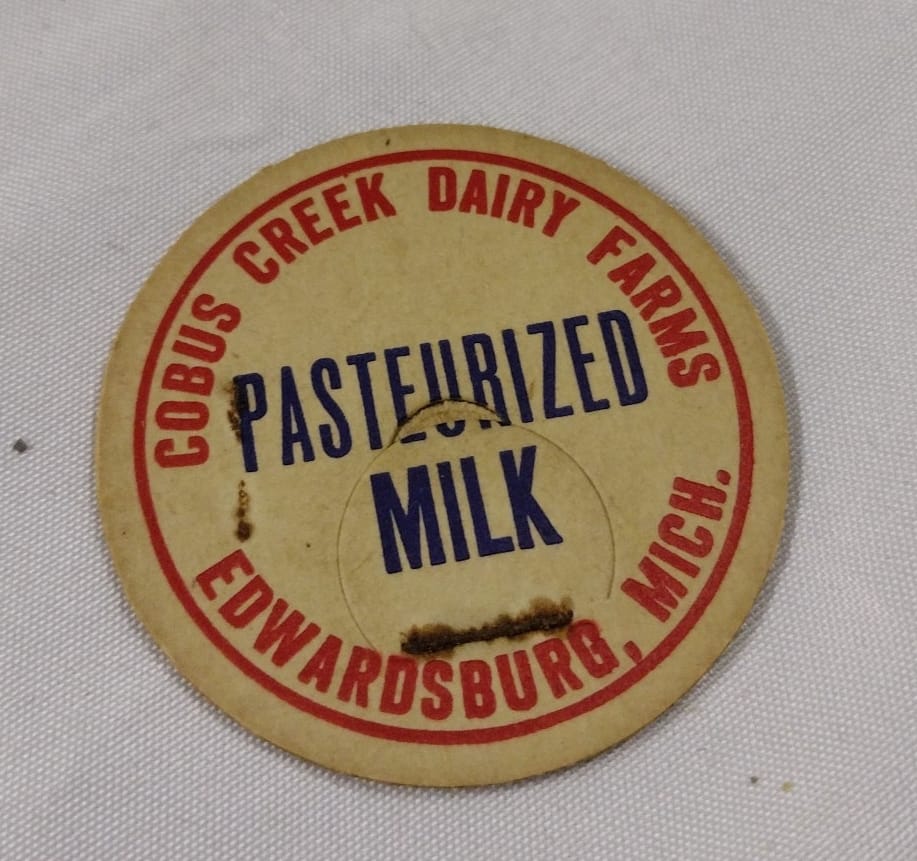 COBUS CREEK DAIRY FARMS
PASTEURIZED
MILK
EDWARDSBURG, MICH.